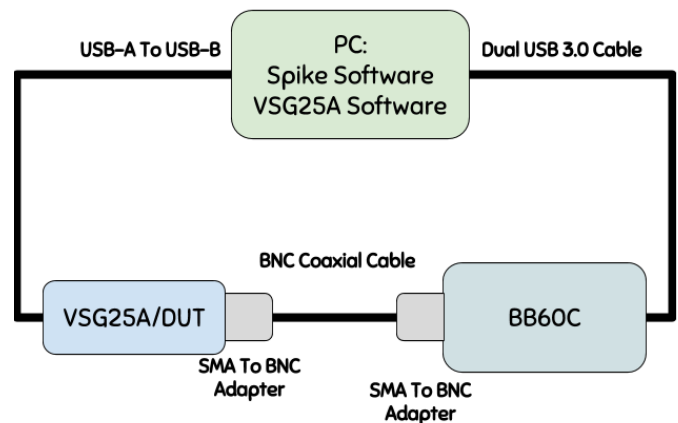 USB-A To USB-B
PC:
Spike Software
VSG25A Software
Dual USB 3.0 Cable
BNC Coaxial Cable
VSG25A/DUT
BB60C
SMA To BNC
Adapter
SMA To BNC
Adapter